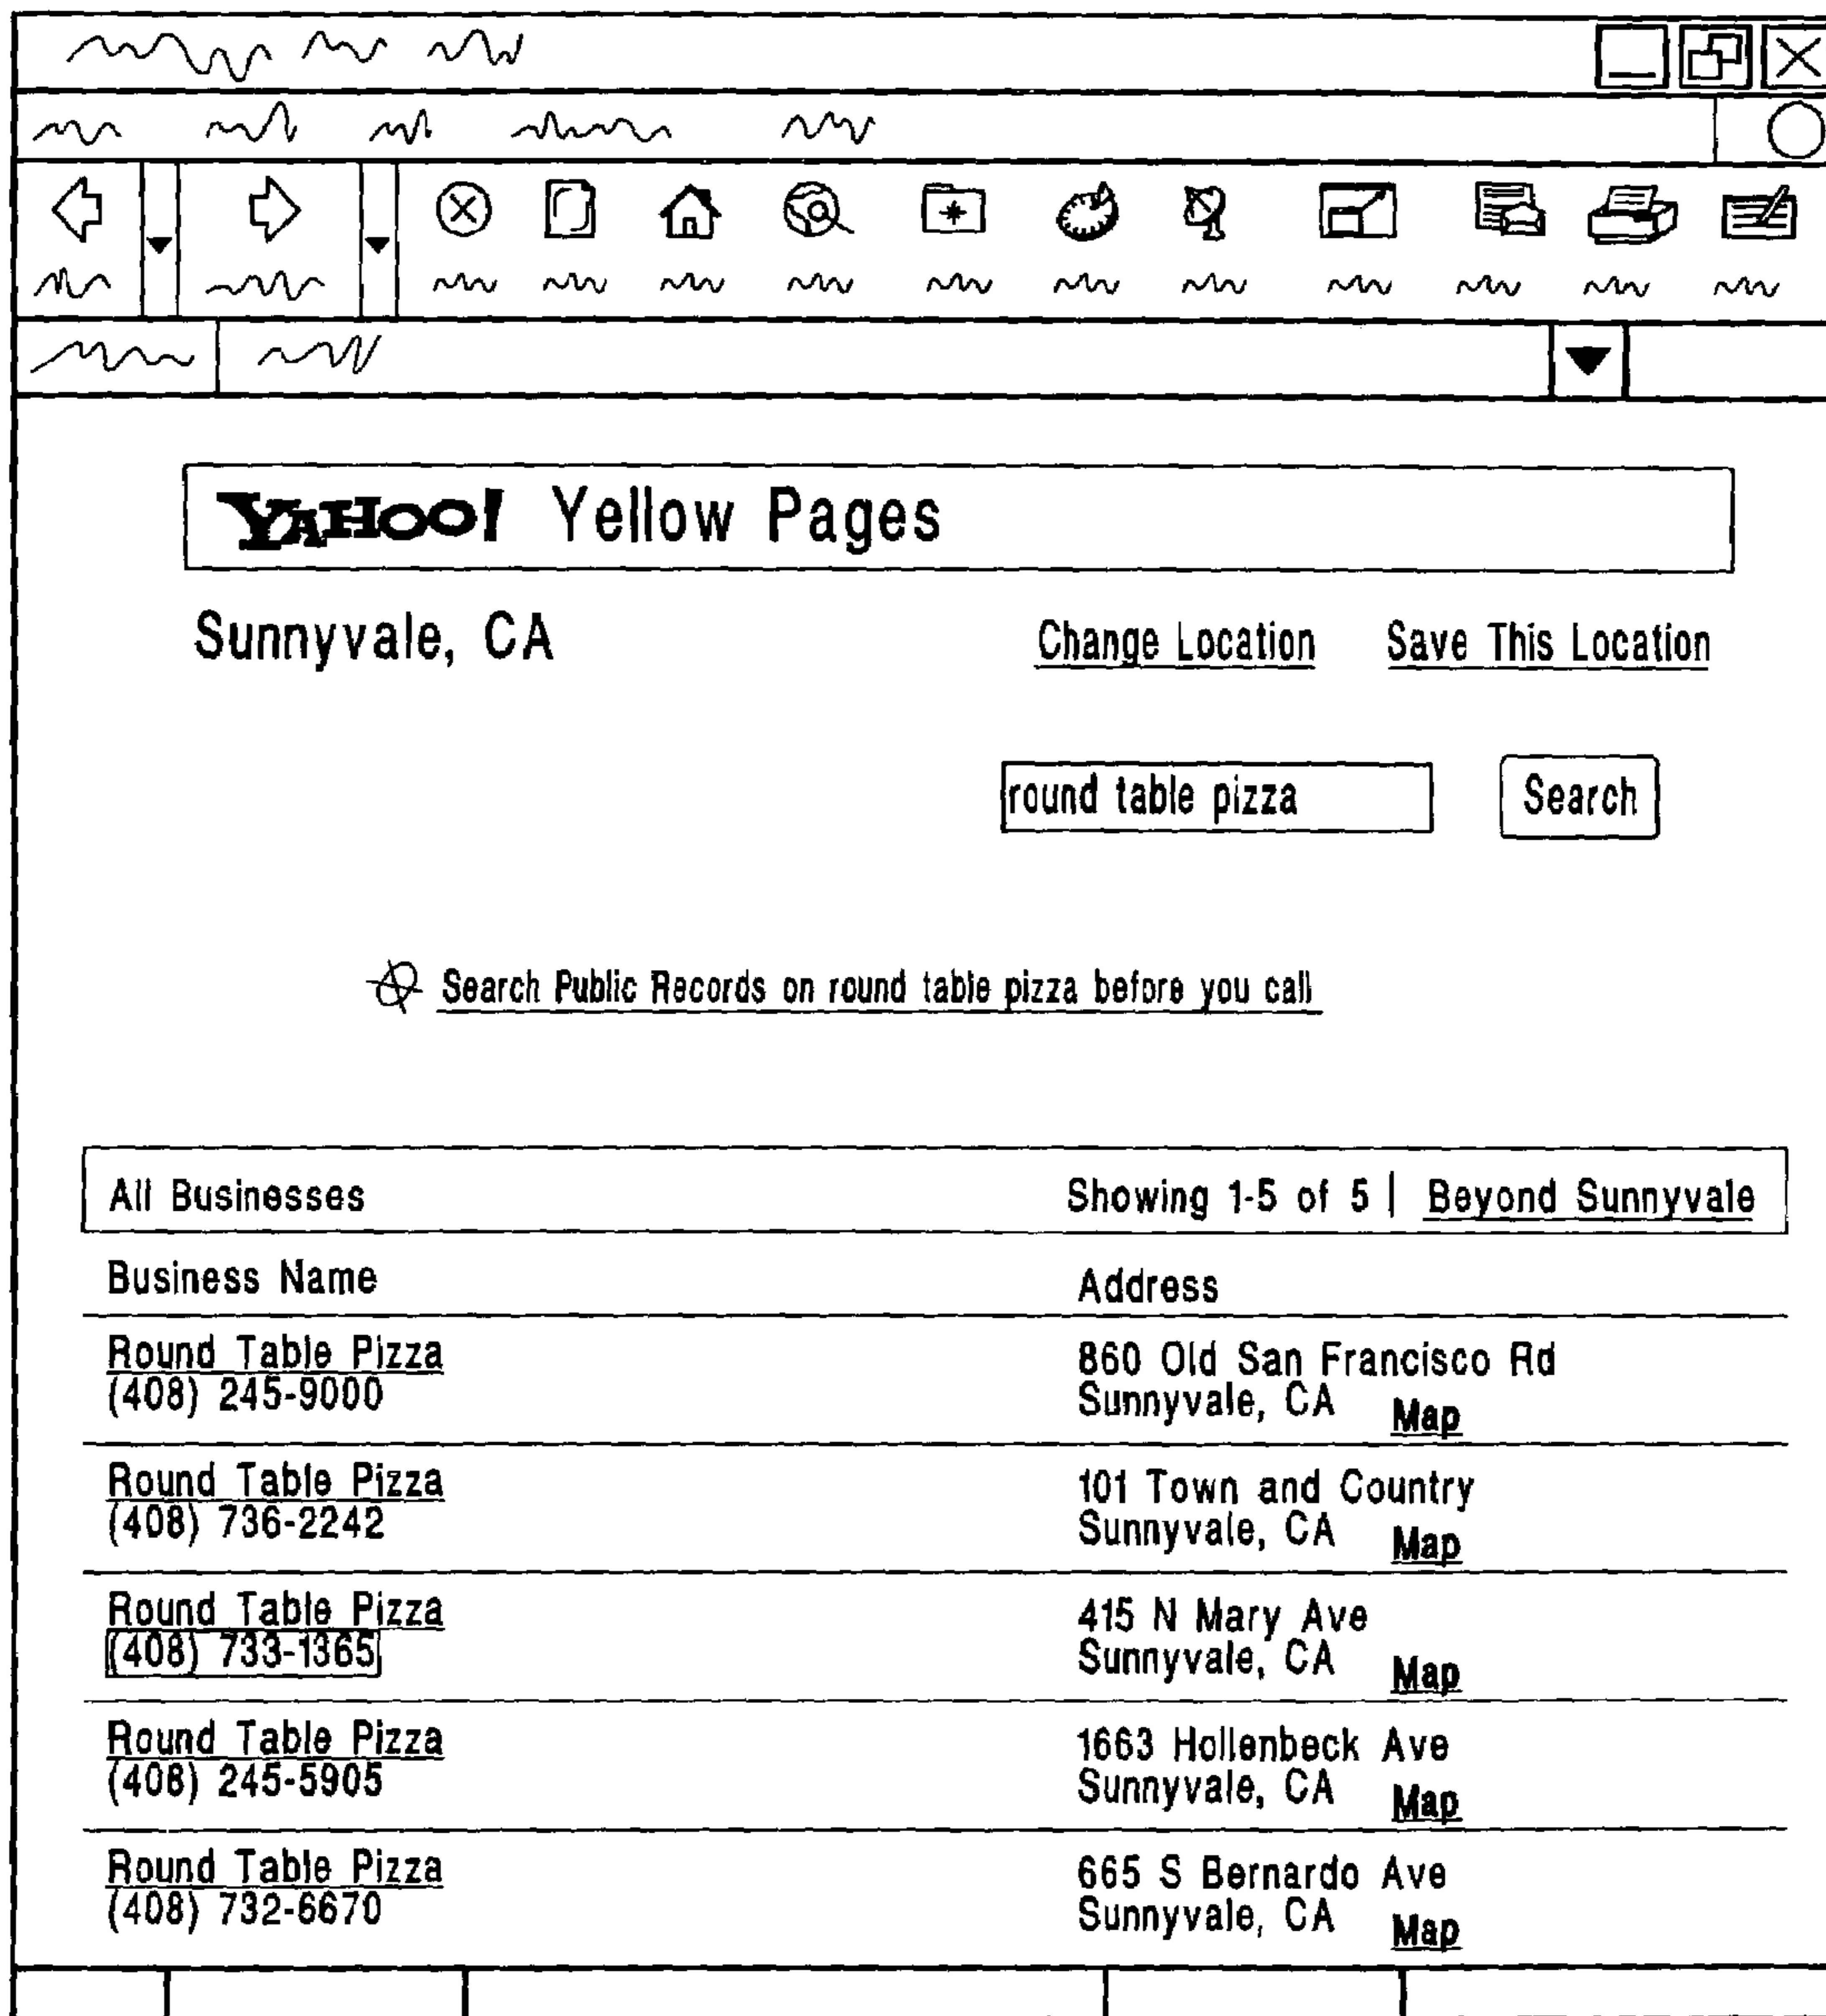 YAHOO! Yellow Pages
Sunnyvale, CA Change Location Save This Location
round table pizza Search
Search Public Records on round table pizza before you call
All Businesses Showing 1-5 of 5 | Beyond Sunnyvale
Business Name Address
Round Table Pizza 860 Old San Francisco Rd
(408) 245-9000 Sunnyvale, CA Map
Round Table Pizza 101 Town and Country
(408) 736-2242 Sunnyvale, CA Map
Round Table Pizza 415 N Mary Ave
(408) 733-1365 Sunnyvale, CA Map
Round Table Pizza 1663 Hollenbeck Ave
(408) 245-5905 Sunnyvale, CA Map
Round Table Pizza 665 S Bernardo Ave
(408) 732-6670 Sunnyvale, CA Map